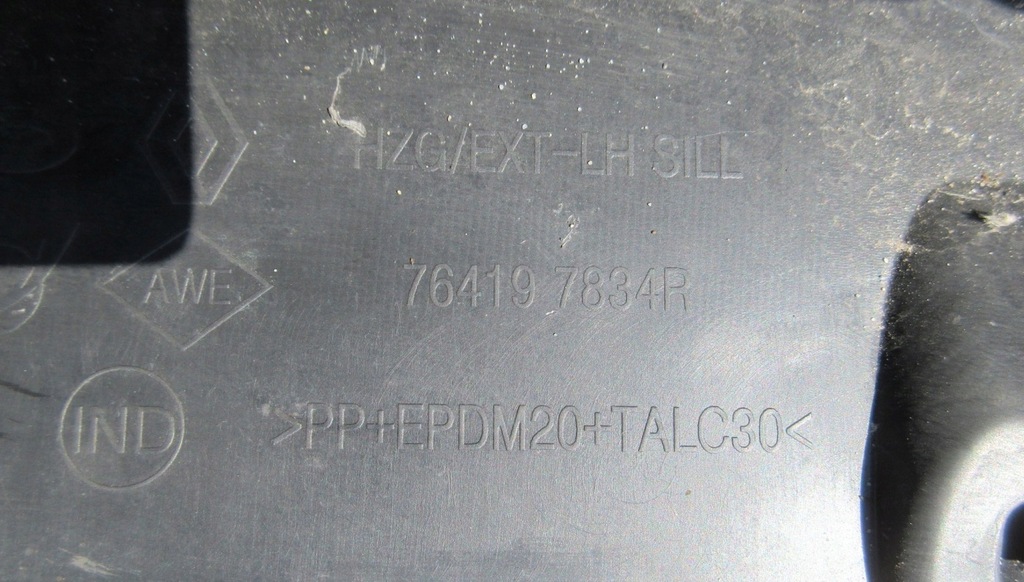 HZG/EXT-LH SILL
AWE
76419 7834R
IND
>PP+EPDM20+TALC30<